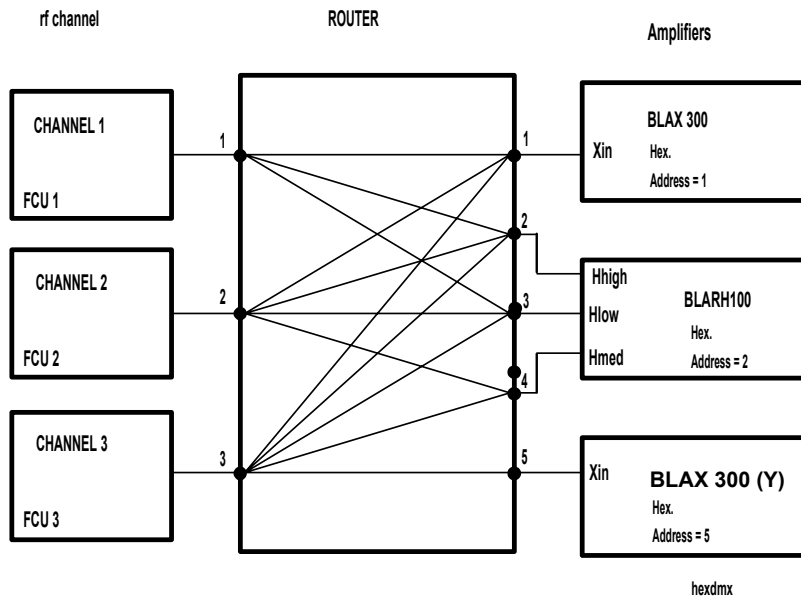 rf channel
ROUTER
Amplifiers
CHANNEL 1
FCU 1
CHANNEL 2
FCU 2
CHANNEL 3
FCU 3
1
2
3
1
2
3
4
5
Xin
BLAX 300
Hex.
Address = 1
Hhigh
Hlow
Hmed
BLARH100
Hex.
Address = 2
Xin
BLAX 300 (Y)
Hex.
Address = 5
hexdmx